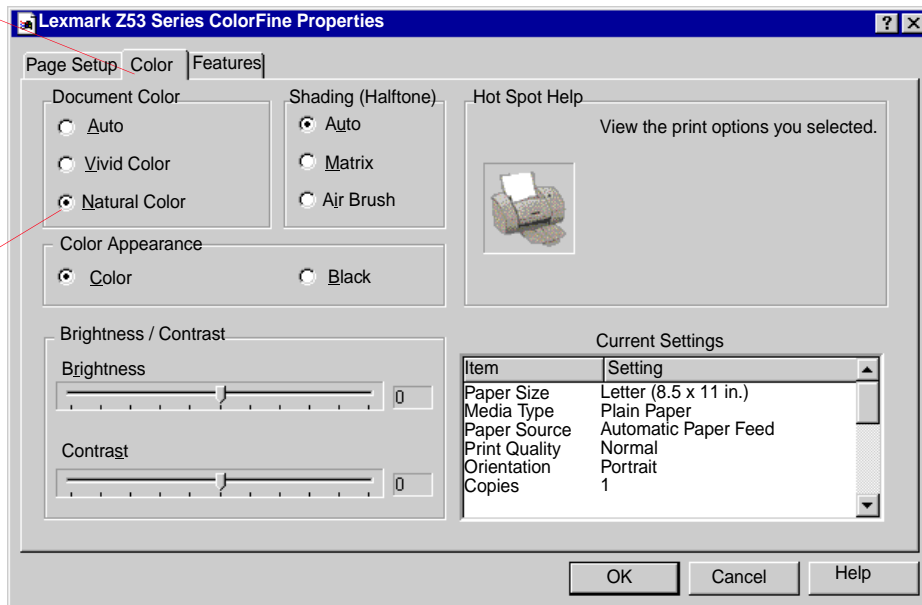 Lexmark Z53 Series ColorFine Properties
Page Setup Color Features
Document Color
Auto
Vivid Color
Natural Color
Shading (Halftone)
Auto
Matrix
Air Brush
Hot Spot Help
View the print options you selected.
Color Appearance
Color Black
Brightness / Contrast
Brightness
0
Contrast
0
Current Settings
Item Setting
Paper Size Letter (8.5 x 11 in.)
Media Type Plain Paper
Paper Source Automatic Paper Feed
Print Quality Normal
Orientation Portrait
Copies 1
OK Cancel Help